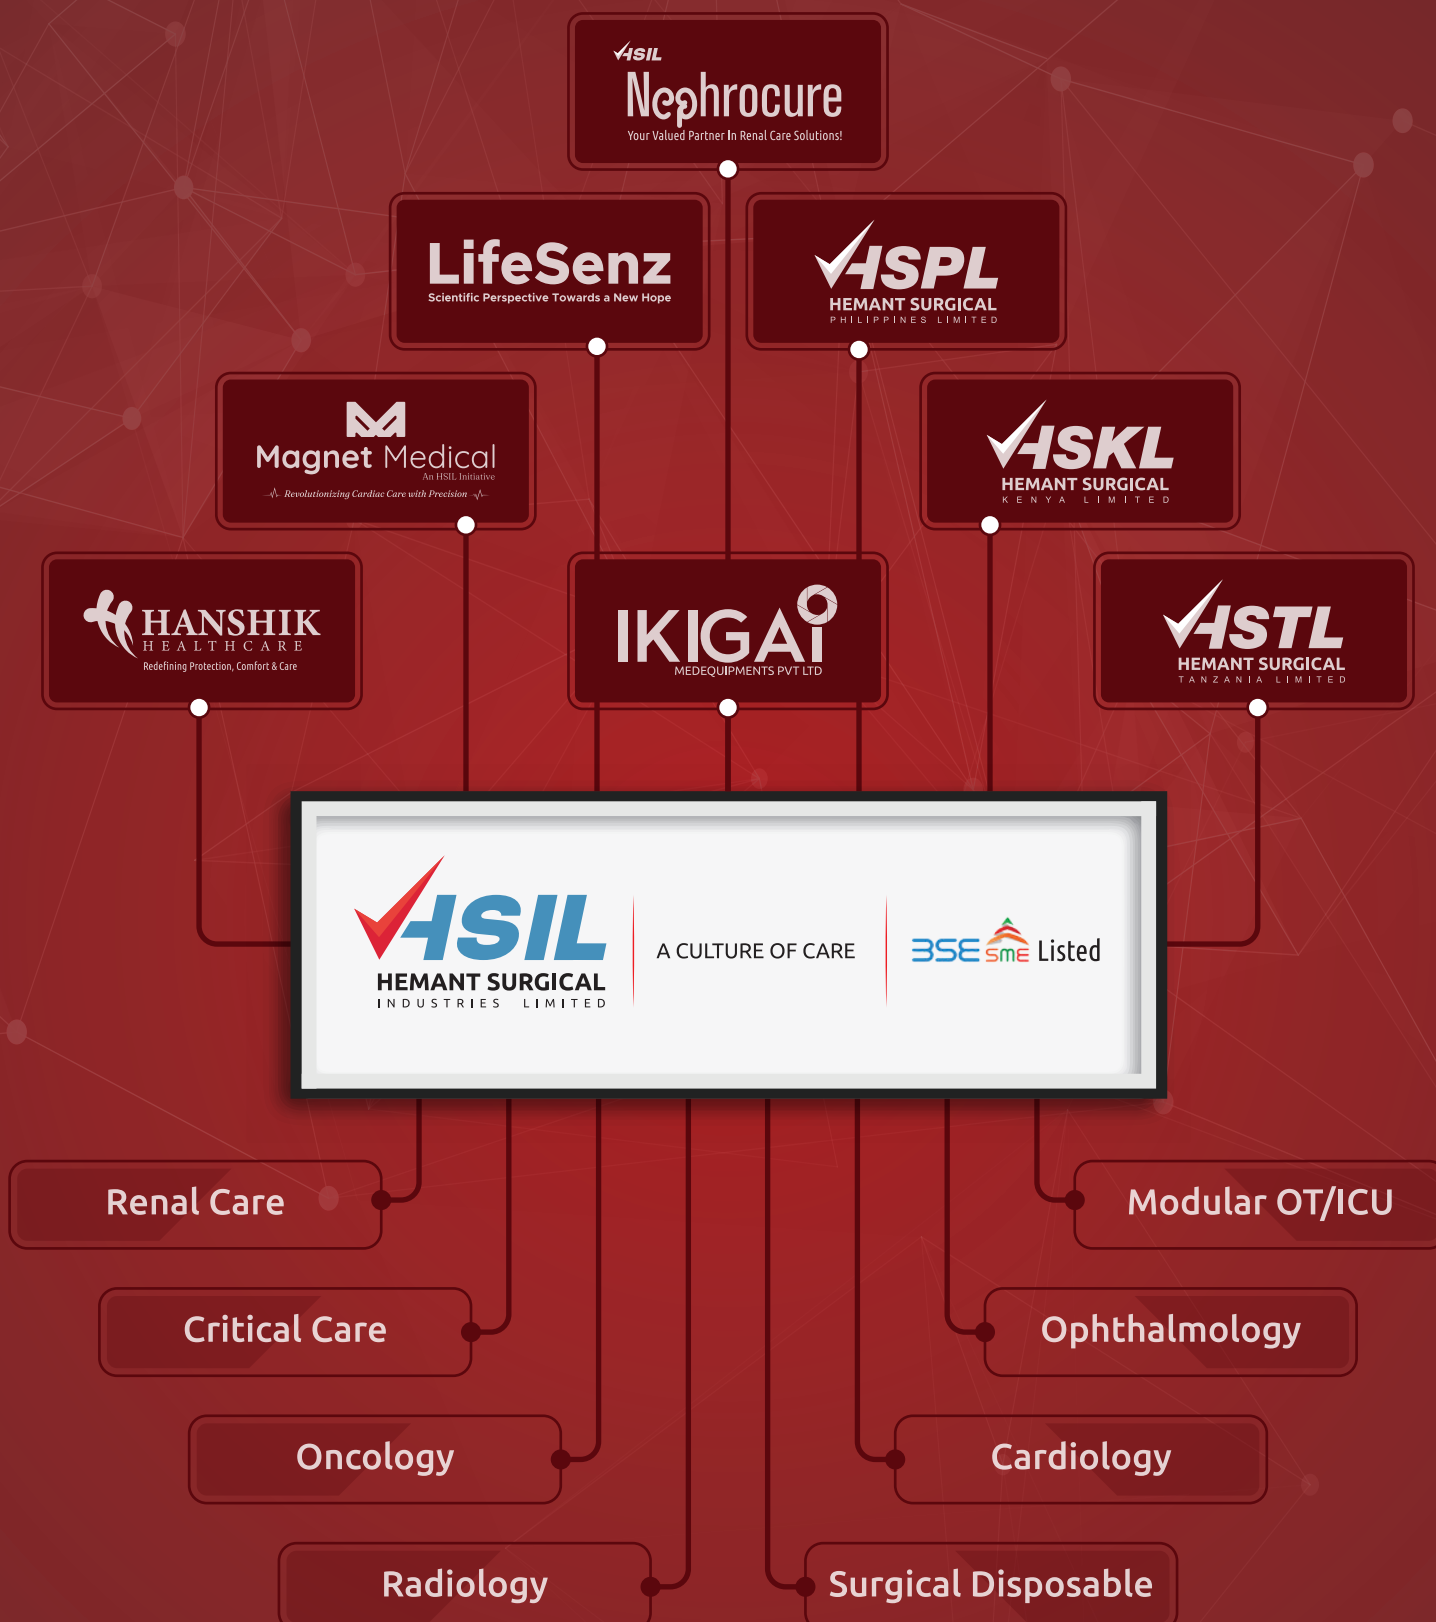 HSIL
Nephrocure
Your Valued Partner In Renal Care Solutions!
LifeSenz
Scientific Perspective Towards a New Hope
HSPL
HEMANT SURGICAL
PHILIPPINES LIMITED
Magnet Medical
An HSIL Initiative
Revolutionizing Cardiac Care with Precision
HSKL
HEMANT SURGICAL
KENYA LIMITED
HANSHIK
HEALTHCARE
Redefining Protection, Comfort & Care
IKIGAi
MEDEQUIPMENTS PVT LTD
HSTL
HEMANT SURGICAL
TANZANIA LIMITED
HSIL
HEMANT SURGICAL
INDUSTRIES LIMITED
A CULTURE OF CARE
BSE SME Listed
Renal Care
Modular OT/ICU
Critical Care
Ophthalmology
Oncology
Cardiology
Radiology
Surgical Disposable